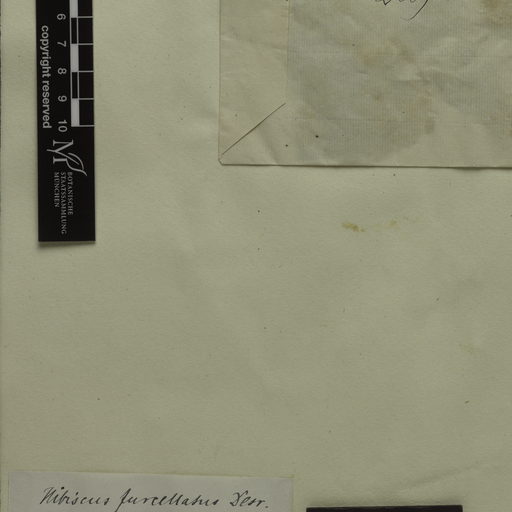 6 7 8 9 10
copyright reserved
BOTANISCHE
STAATSSAMMLUNG
MÜNCHEN
Hibiscus furcellatus Desr.